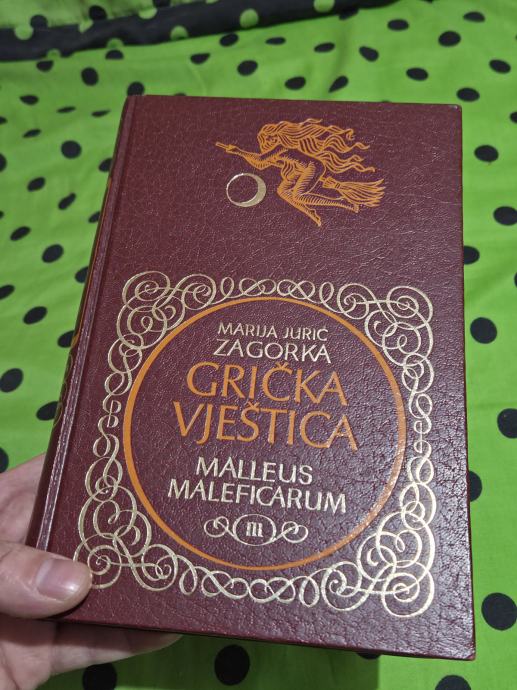 MARIJA JURIĆ
ZAGORKA
GRIČKA
VJEŠTICA
MALLEUS
MALEFICARUM
III